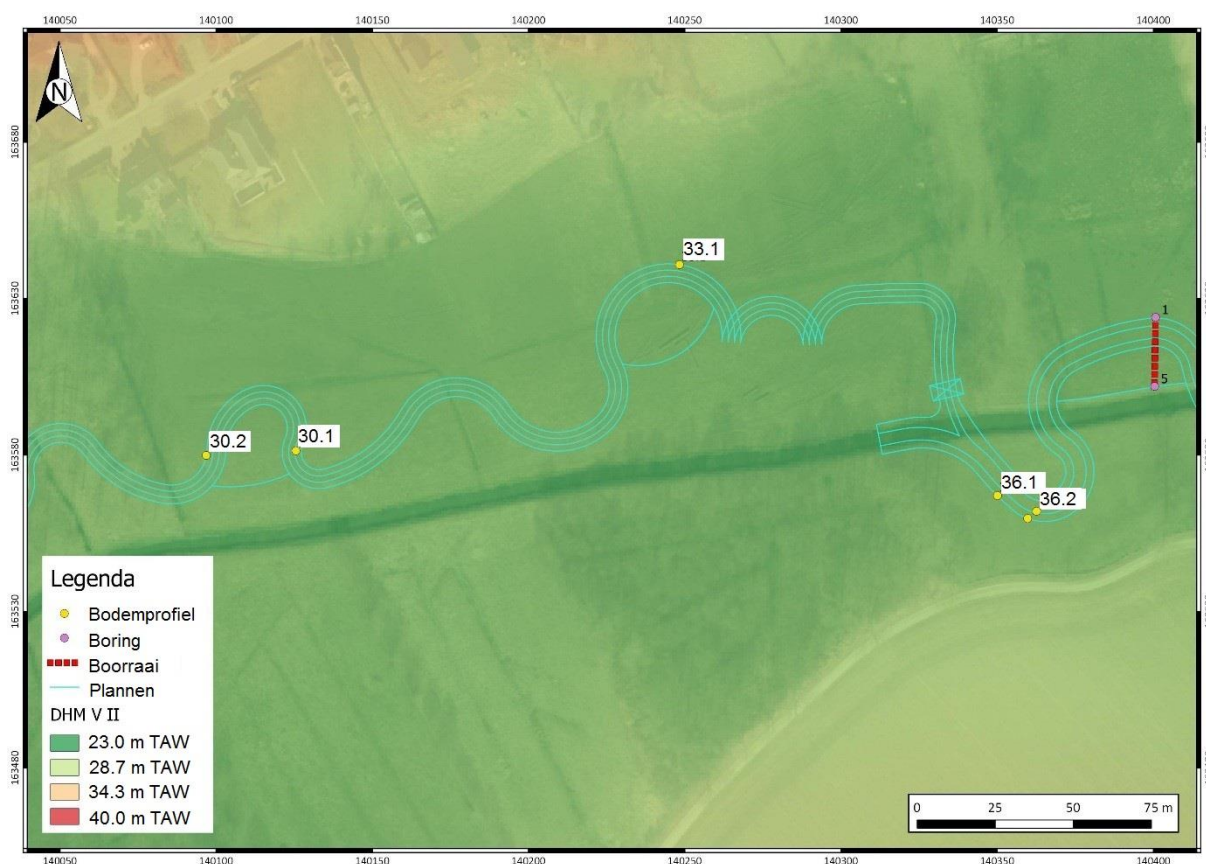 140050 140100 140150 140200 140250 140300 140350 140400
N
163680
163630
163580
163530
163480
33.1
30.2
30.1
36.1
36.2
1
5
Legenda
Bodemprofiel
Boring
Boorraai
Plannen
DHM V II
23.0 m TAW
28.7 m TAW
34.3 m TAW
40.0 m TAW
0 25 50 75 m
140050 140100 140150 140200 140250 140300 140350 140400